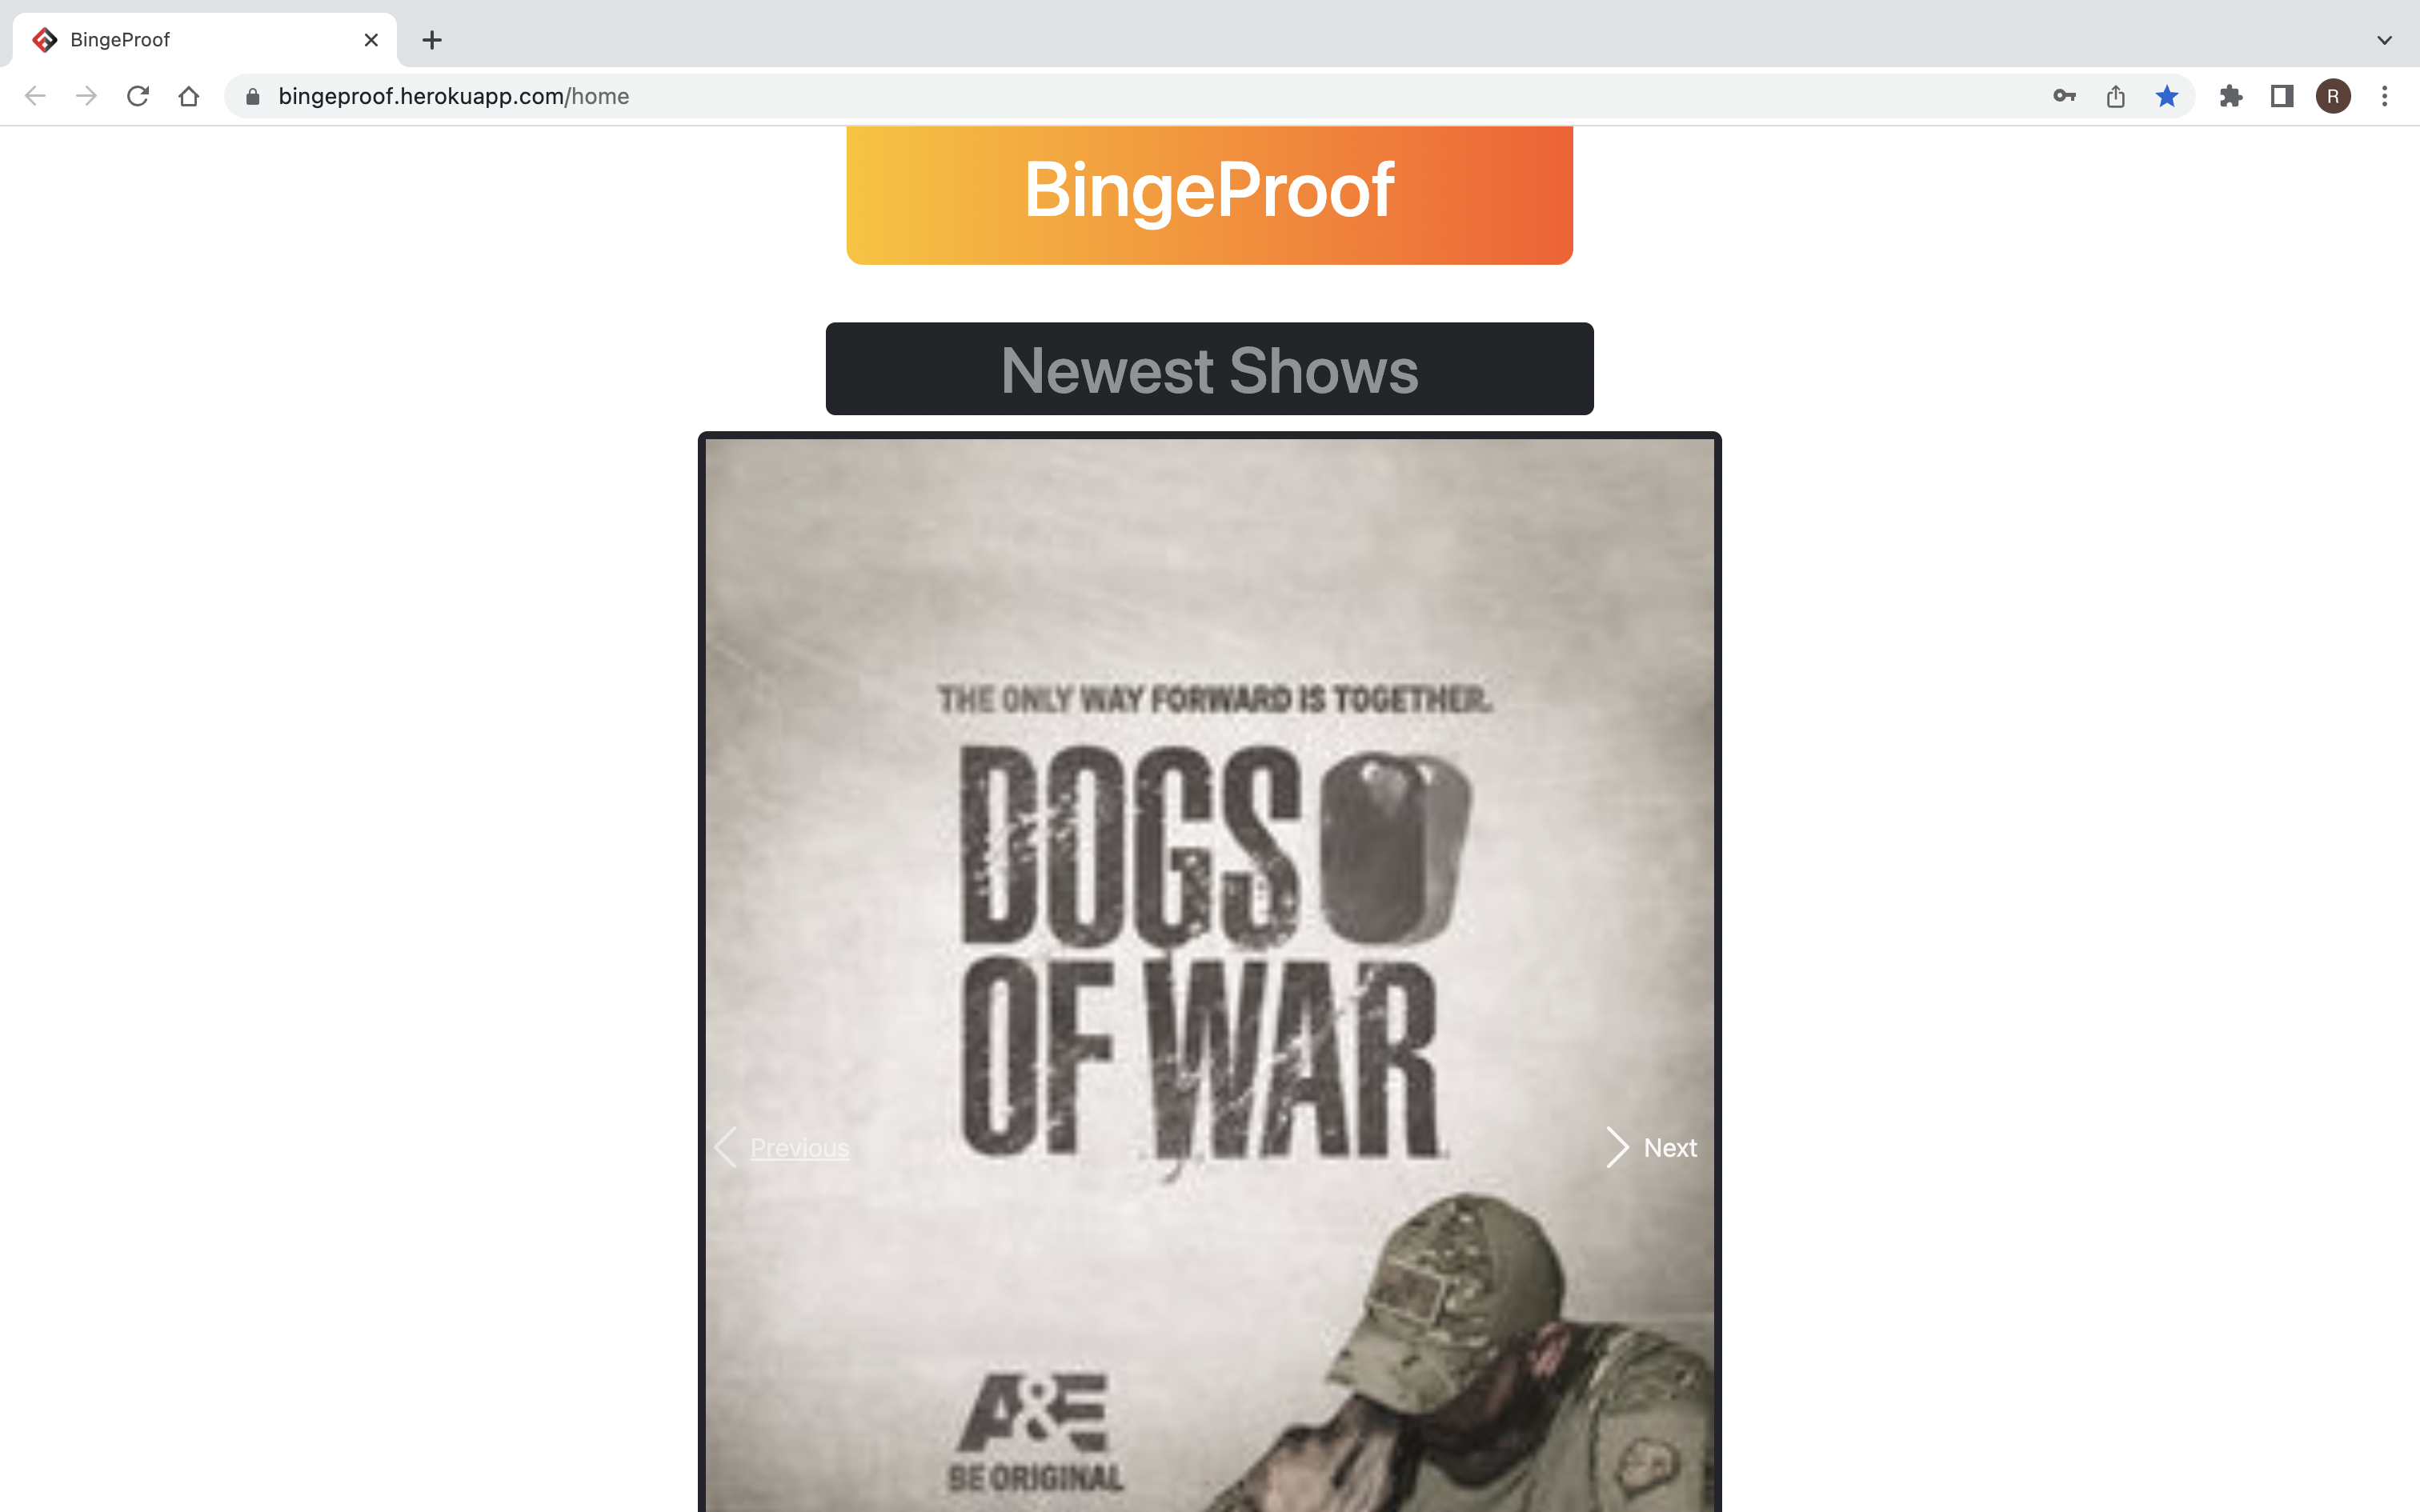 BingeProof
bingeproof.herokuapp.com/home
R
BingeProof
Newest Shows
THE ONLY WAY FORWARD IS TOGETHER.
DOGS
OF WAR
Previous
Next
A&E
BE ORIGINAL